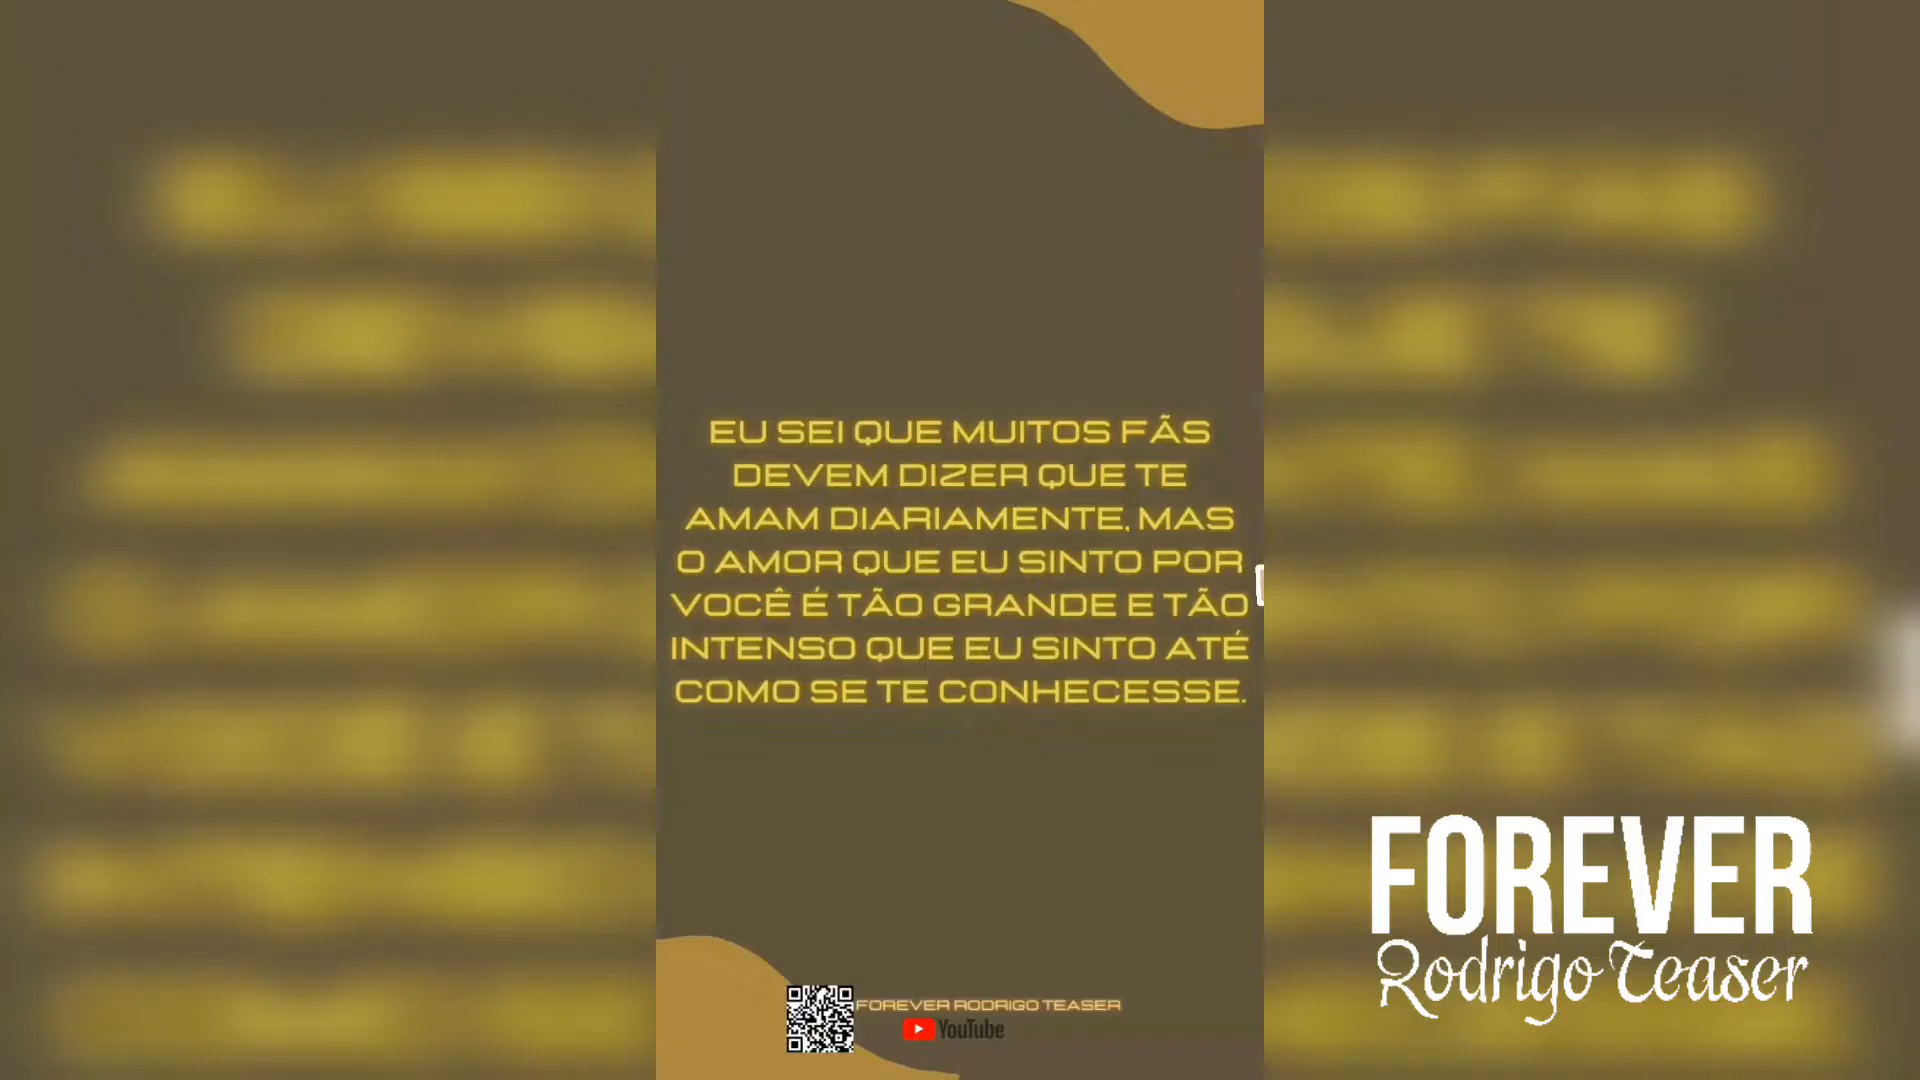 EU SEI QUE MUITOS FÃS
DEVEM DIZER QUE TE
AMAM DIARIAMENTE, MAS
O AMOR QUE EU SINTO POR
VOCÊ É TÃO GRANDE E TÃO
INTENSO QUE EU SINTO ATÉ
COMO SE TE CONHECESSE.
FOREVER
Rodrigo Teaser
FOREVER RODRIGO TEASER
YouTube